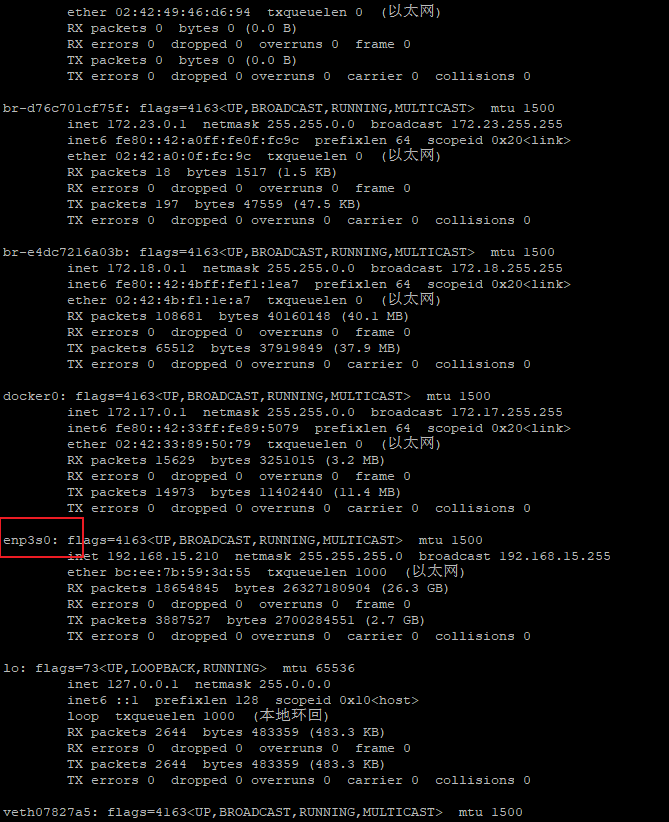 ether 02:42:49:46:d6:94  txqueuelen 0  (以太网)
RX packets 0  bytes 0 (0.0 B)
RX errors 0  dropped 0  overruns 0  frame 0
TX packets 0  bytes 0 (0.0 B)
TX errors 0  dropped 0 overruns 0  carrier 0  collisions 0
br-d76c701cf75f: flags=4163<UP,BROADCAST,RUNNING,MULTICAST>  mtu 1500
inet 172.23.0.1  netmask 255.255.0.0  broadcast 172.23.255.255
inet6 fe80::42:a0ff:fe0f:fc9c  prefixlen 64  scopeid 0x20<link>
ether 02:42:a0:0f:fc:9c  txqueuelen 0  (以太网)
RX packets 18  bytes 1517 (1.5 KB)
RX errors 0  dropped 0  overruns 0  frame 0
TX packets 197  bytes 47559 (47.5 KB)
TX errors 0  dropped 0 overruns 0  carrier 0  collisions 0
br-e4dc7216a03b: flags=4163<UP,BROADCAST,RUNNING,MULTICAST>  mtu 1500
inet 172.18.0.1  netmask 255.255.0.0  broadcast 172.18.255.255
inet6 fe80::42:4bff:fef1:1ea7  prefixlen 64  scopeid 0x20<link>
ether 02:42:4b:f1:1e:a7  txqueuelen 0  (以太网)
RX packets 108681  bytes 40160148 (40.1 MB)
RX errors 0  dropped 0  overruns 0  frame 0
TX packets 65512  bytes 37919849 (37.9 MB)
TX errors 0  dropped 0 overruns 0  carrier 0  collisions 0
docker0: flags=4163<UP,BROADCAST,RUNNING,MULTICAST>  mtu 1500
inet 172.17.0.1  netmask 255.255.0.0  broadcast 172.17.255.255
inet6 fe80::42:33ff:fe89:5079  prefixlen 64  scopeid 0x20<link>
ether 02:42:33:89:50:79  txqueuelen 0  (以太网)
RX packets 15629  bytes 3251015 (3.2 MB)
RX errors 0  dropped 0  overruns 0  frame 0
TX packets 14973  bytes 11402440 (11.4 MB)
TX errors 0  dropped 0 overruns 0  carrier 0  collisions 0
enp3s0: flags=4163<UP,BROADCAST,RUNNING,MULTICAST>  mtu 1500
inet 192.168.15.210  netmask 255.255.255.0  broadcast 192.168.15.255
ether bc:ee:7b:59:3d:55  txqueuelen 1000  (以太网)
RX packets 18654845  bytes 26327180904 (26.3 GB)
RX errors 0  dropped 0  overruns 0  frame 0
TX packets 3887527  bytes 2700284551 (2.7 GB)
TX errors 0  dropped 0 overruns 0  carrier 0  collisions 0
lo: flags=73<UP,LOOPBACK,RUNNING>  mtu 65536
inet 127.0.0.1  netmask 255.0.0.0
inet6 ::1  prefixlen 128  scopeid 0x10<host>
loop  txqueuelen 1000  (本地环回)
RX packets 2644  bytes 483359 (483.3 KB)
RX errors 0  dropped 0  overruns 0  frame 0
TX packets 2644  bytes 483359 (483.3 KB)
TX errors 0  dropped 0 overruns 0  carrier 0  collisions 0
veth07827a5: flags=4163<UP,BROADCAST,RUNNING,MULTICAST>  mtu 1500